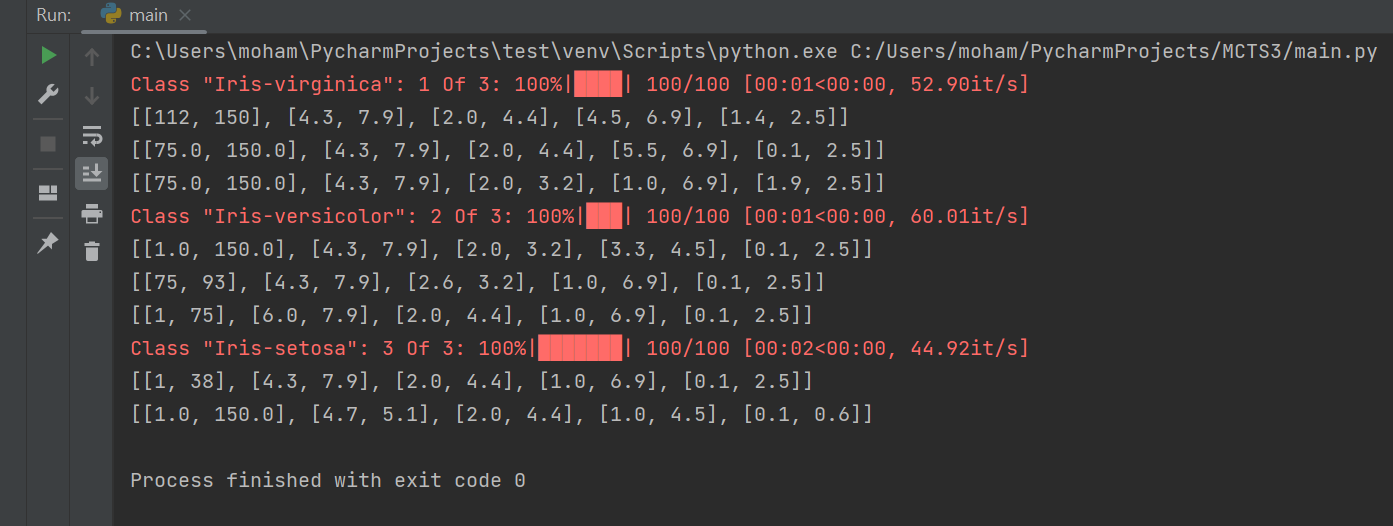 Run: main
C:\Users\moham\PycharmProjects\test\venv\Scripts\python.exe C:/Users/moham/PycharmProjects/MCTS3/main.py
Class "Iris-virginica": 1 Of 3: 100%|████| 100/100 [00:01<00:00, 52.90it/s]
[[112, 150], [4.3, 7.9], [2.0, 4.4], [4.5, 6.9], [1.4, 2.5]]
[[75.0, 150.0], [4.3, 7.9], [2.0, 4.4], [5.5, 6.9], [0.1, 2.5]]
[[75.0, 150.0], [4.3, 7.9], [2.0, 3.2], [1.0, 6.9], [1.9, 2.5]]
Class "Iris-versicolor": 2 Of 3: 100%|███| 100/100 [00:01<00:00, 60.01it/s]
[[1.0, 150.0], [4.3, 7.9], [2.0, 3.2], [3.3, 4.5], [0.1, 2.5]]
[[75, 93], [4.3, 7.9], [2.6, 3.2], [1.0, 6.9], [0.1, 2.5]]
[[1, 75], [6.0, 7.9], [2.0, 4.4], [1.0, 6.9], [0.1, 2.5]]
Class "Iris-setosa": 3 Of 3: 100%|███████| 100/100 [00:02<00:00, 44.92it/s]
[[1, 38], [4.3, 7.9], [2.0, 4.4], [1.0, 6.9], [0.1, 2.5]]
[[1.0, 150.0], [4.7, 5.1], [2.0, 4.4], [1.0, 4.5], [0.1, 0.6]]
Process finished with exit code 0